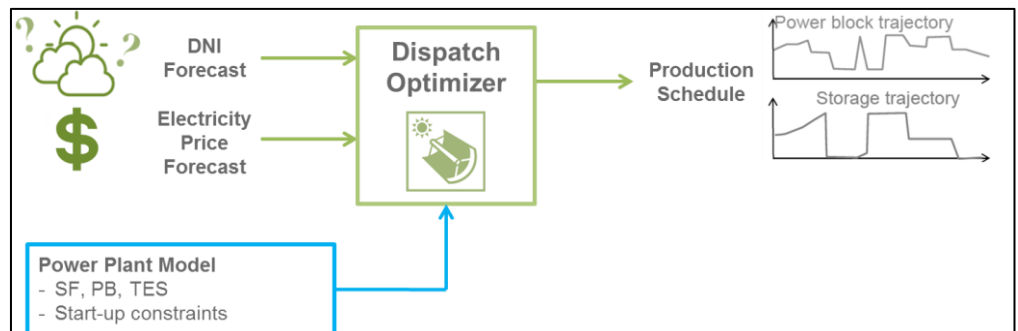 ? ?
DNI
Forecast
$
Electricity
Price
Forecast
Dispatch
Optimizer
Production
Schedule
Power block trajectory
Storage trajectory
Power Plant Model
- SF, PB, TES
- Start-up constraints